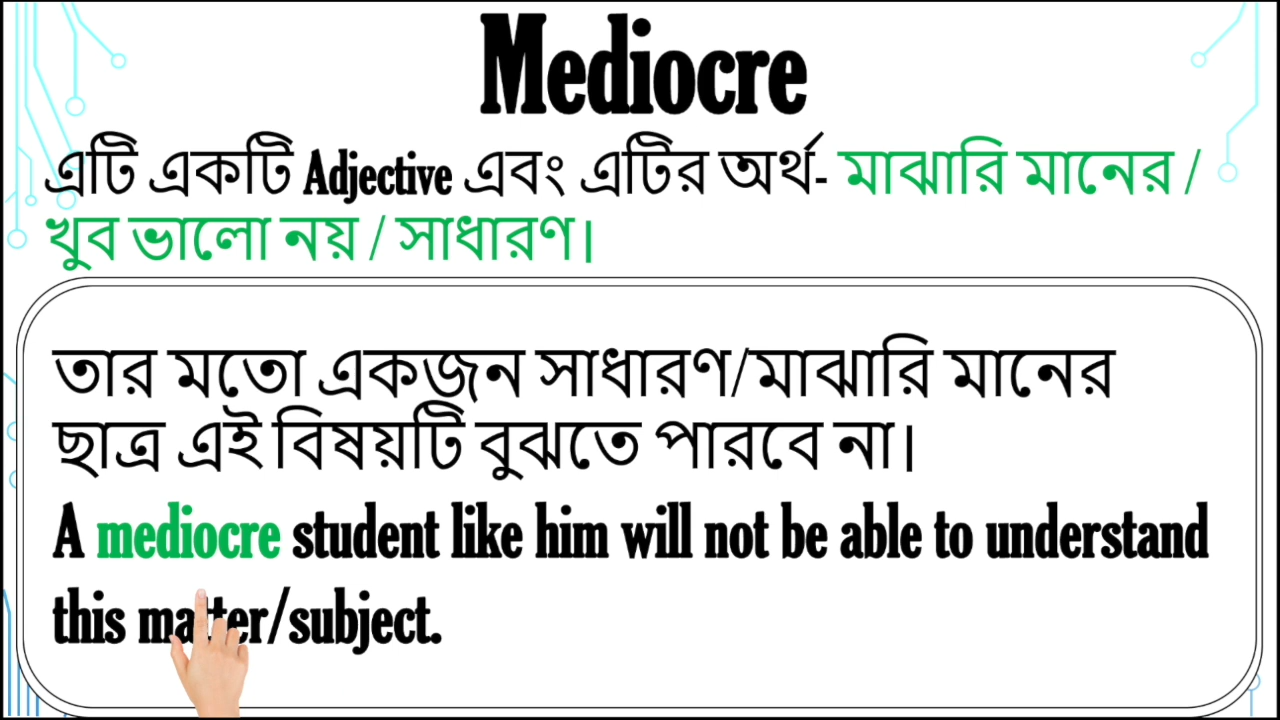 Mediocre
এটি একটি Adjective এবং এটির অর্থ- মাঝারি মানের /
খুব ভালো নয় / সাধারণ।
তার মতো একজন সাধারণ/মাঝারি মানের
ছাত্র এই বিষয়টি বুঝতে পারবে না।
A mediocre student like him will not be able to understand
this matter/subject.